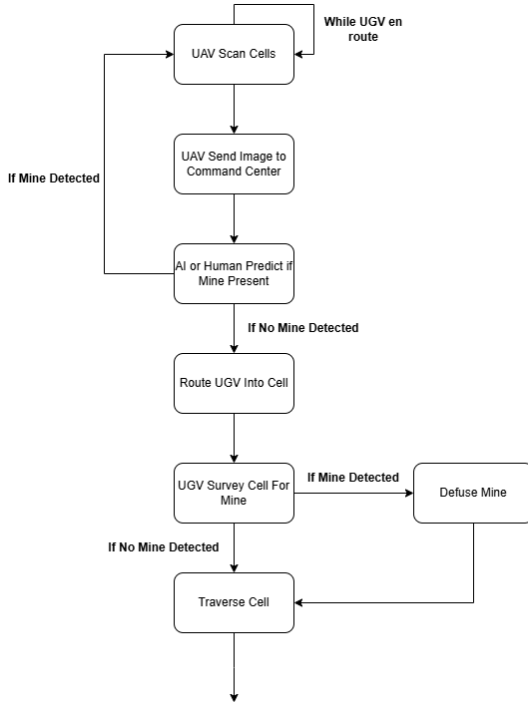 While UGV en
route
UAV Scan Cells
UAV Send Image to
Command Center
If Mine Detected
AI or Human Predict if
Mine Present
If No Mine Detected
Route UGV Into Cell
UGV Survey Cell For
Mine
If Mine Detected
Defuse Mine
If No Mine Detected
Traverse Cell